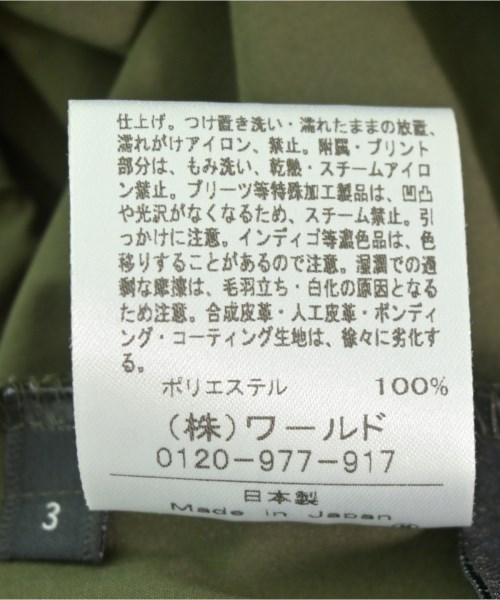 仕上げ。つけ置き洗い・濡れたままの放置、
濡れがけアイロン、禁止。附属・プリント
部分は、もみ洗い、乾熱・スチームアイロ
ン禁止。プリーツ等特殊加工製品は、凹凸
や光沢がなくなるため、スチーム禁止。引
っかけに注意。インディゴ等濃色品は、色
移りすることがあるので注意。湿潤での過
剰な摩擦は、毛羽立ち・白化の原因となる
ため注意。合成皮革・人工皮革・ボンディ
ング・コーティング生地は、徐々に劣化す
る。
ポリエステル 100%
(株)ワールド
0120-977-917
日本製
Made in Japan
3